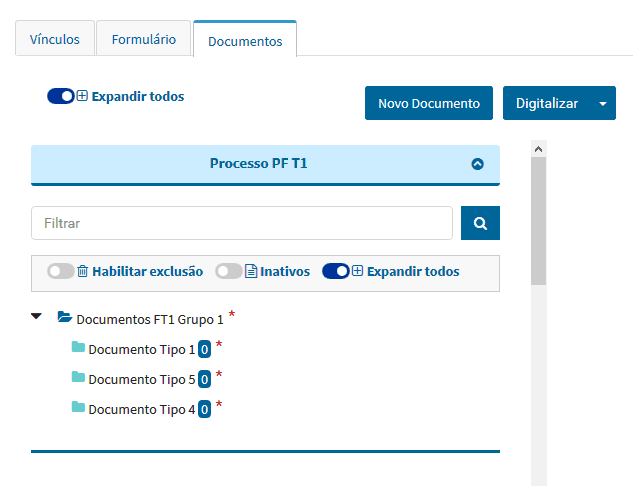 Vínculos Formulário Documentos
Expandir todos Novo Documento Digitalizar
Processo PF T1
Filtrar
Habilitar exclusão Inativos Expandir todos
Documentos FT1 Grupo 1 *
Documento Tipo 1 0 *
Documento Tipo 5 0 *
Documento Tipo 4 0 *